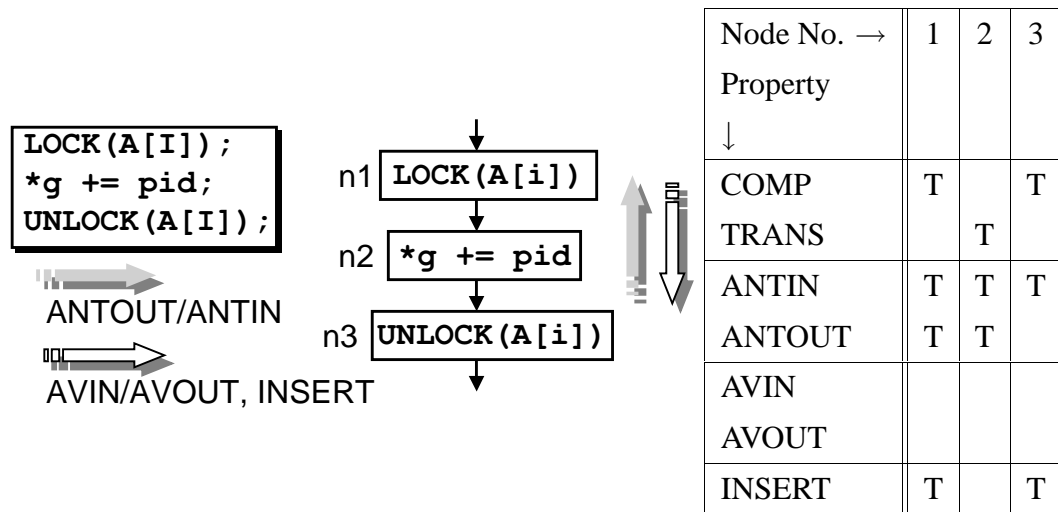 LOCK(A[I]);
*g += pid;
UNLOCK(A[I]);
ANTOUT/ANTIN
AVIN/AVOUT, INSERT
n1 LOCK(A[i])
n2 *g += pid
n3 UNLOCK(A[i])
Node No. → 1 2 3
Property
↓
COMP T T
TRANS T
ANTIN T T T
ANTOUT T T
AVIN
AVOUT
INSERT T T